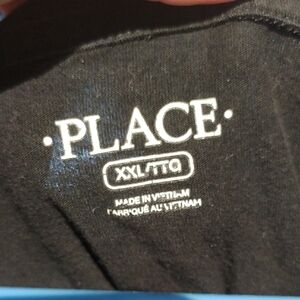 ·PLACE·
XXL/TTG
MADE IN VIETNAM
FABRIQUÉ AU VIETNAM